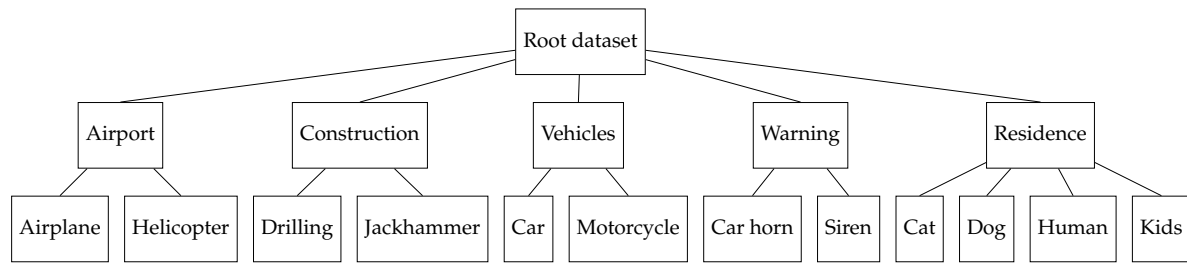 Root dataset
Airport
Construction
Vehicles
Warning
Residence
Airplane
Helicopter
Drilling
Jackhammer
Car
Motorcycle
Car horn
Siren
Cat
Dog
Human
Kids